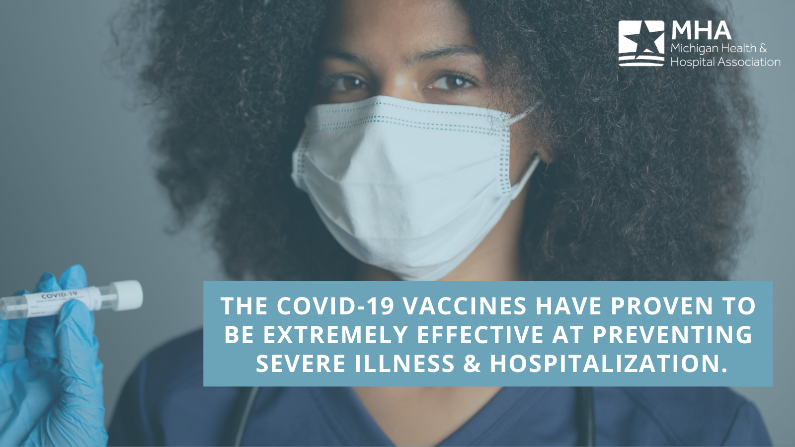 MHA
Michigan Health &
Hospital Association
COVID-19
THE COVID-19 VACCINES HAVE PROVEN TO
BE EXTREMELY EFFECTIVE AT PREVENTING
SEVERE ILLNESS & HOSPITALIZATION.